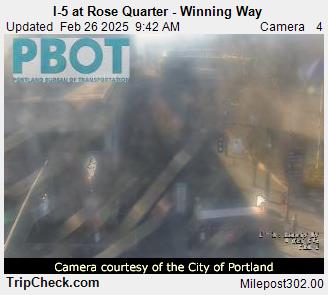 I-5 at Rose Quarter - Winning Way
Updated Feb 26 2025 9:42 AM Camera 4
PBOT
PORTLAND BUREAU OF TRANSPORTATION
Camera courtesy of the City of Portland
TripCheck.com Milepost302.00